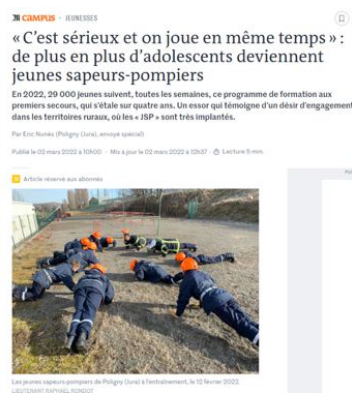 M CAMPUS · JEUNESSES
« C'est sérieux et on joue en même temps » :
de plus en plus d'adolescents deviennent
jeunes sapeurs-pompiers
En 2022, 29 000 jeunes suivent, toutes les semaines, ce programme de formation aux
premiers secours, qui s'étale sur quatre ans. Un essor qui témoigne d'un désir d'engagement
dans les territoires ruraux, où les « JSP » sont très implantés.
Par Eric Nunès (Poligny (Jura), envoyé spécial)
Publié le 02 mars 2022 à 10h00 · Mis à jour le 02 mars 2022 à 12h37 · Lecture 5 min.
Article réservé aux abonnés
Les jeunes sapeurs-pompiers de Poligny (Jura) à l'entraînement, le 12 février 2022.
LIEUTENANT RAPHAËL RONDOT